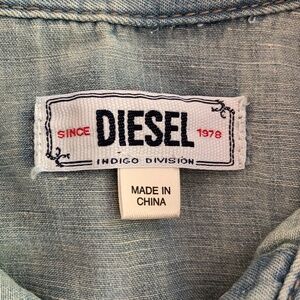 SINCE DIESEL 1978
INDIGO DIVISION
MADE IN
CHINA